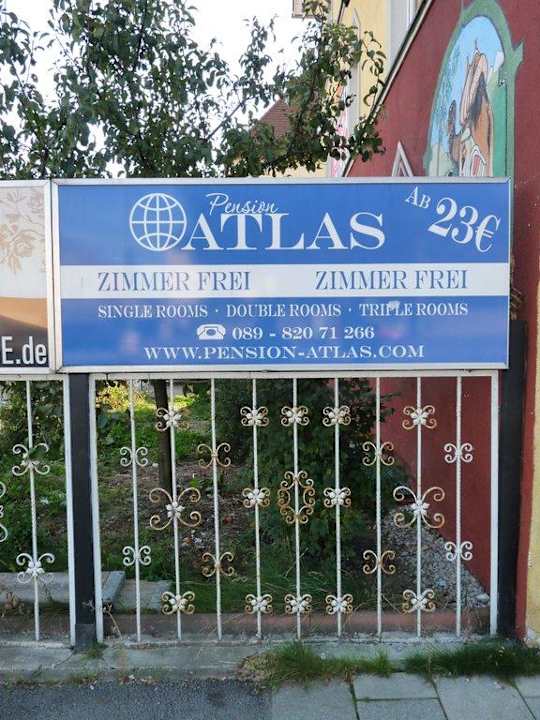 Pension
ATLAS
AB 23€
ZIMMER FREI ZIMMER FREI
SINGLE ROOMS · DOUBLE ROOMS · TRIPLE ROOMS
☎ 089 - 820 71 266
WWW.PENSION-ATLAS.COM
E.de